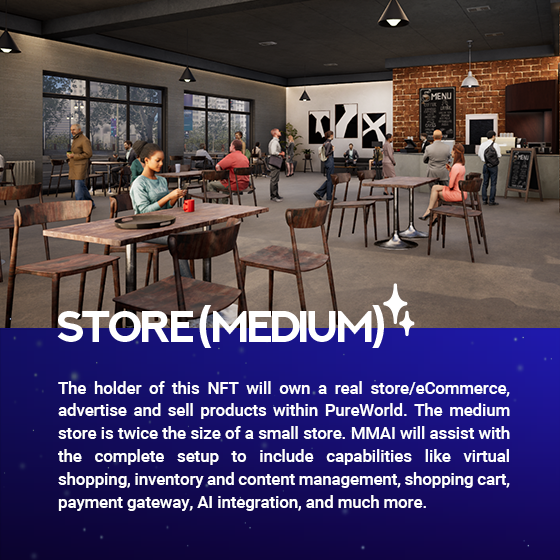 MENU
STORE (MEDIUM)
The holder of this NFT will own a real store/eCommerce,
advertise and sell products within PureWorld. The medium
store is twice the size of a small store. MMAI will assist with
the complete setup to include capabilities like virtual
shopping, inventory and content management, shopping cart,
payment gateway, AI integration, and much more.